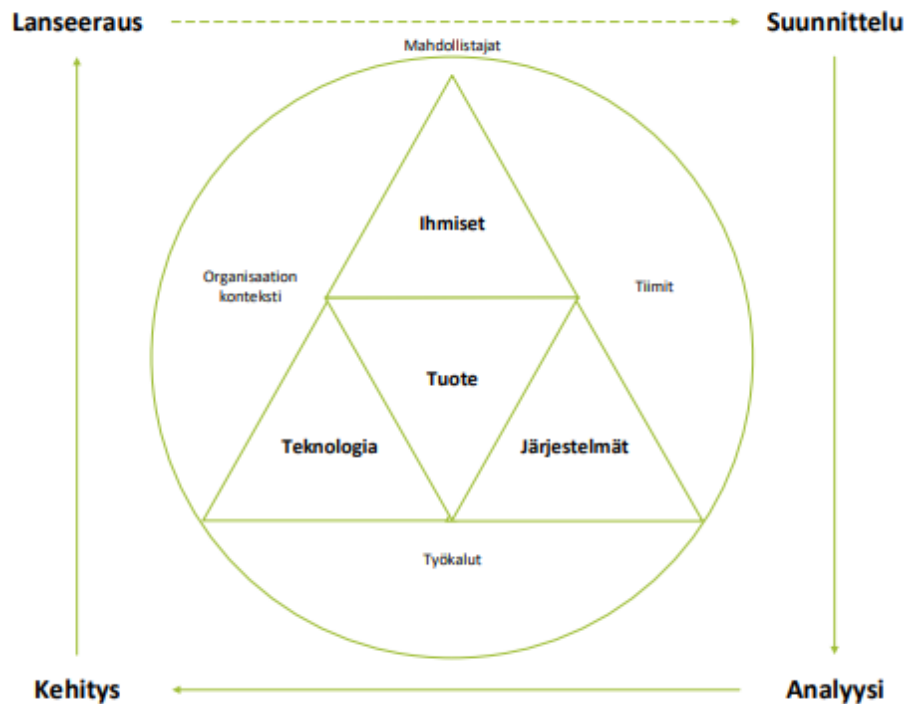 Lanseeraus
Suunnittelu
Mahdollistajat
Ihmiset
Organisaation
konteksti
Tiimit
Tuote
Teknologia
Järjestelmät
Työkalut
Kehitys
Analyysi